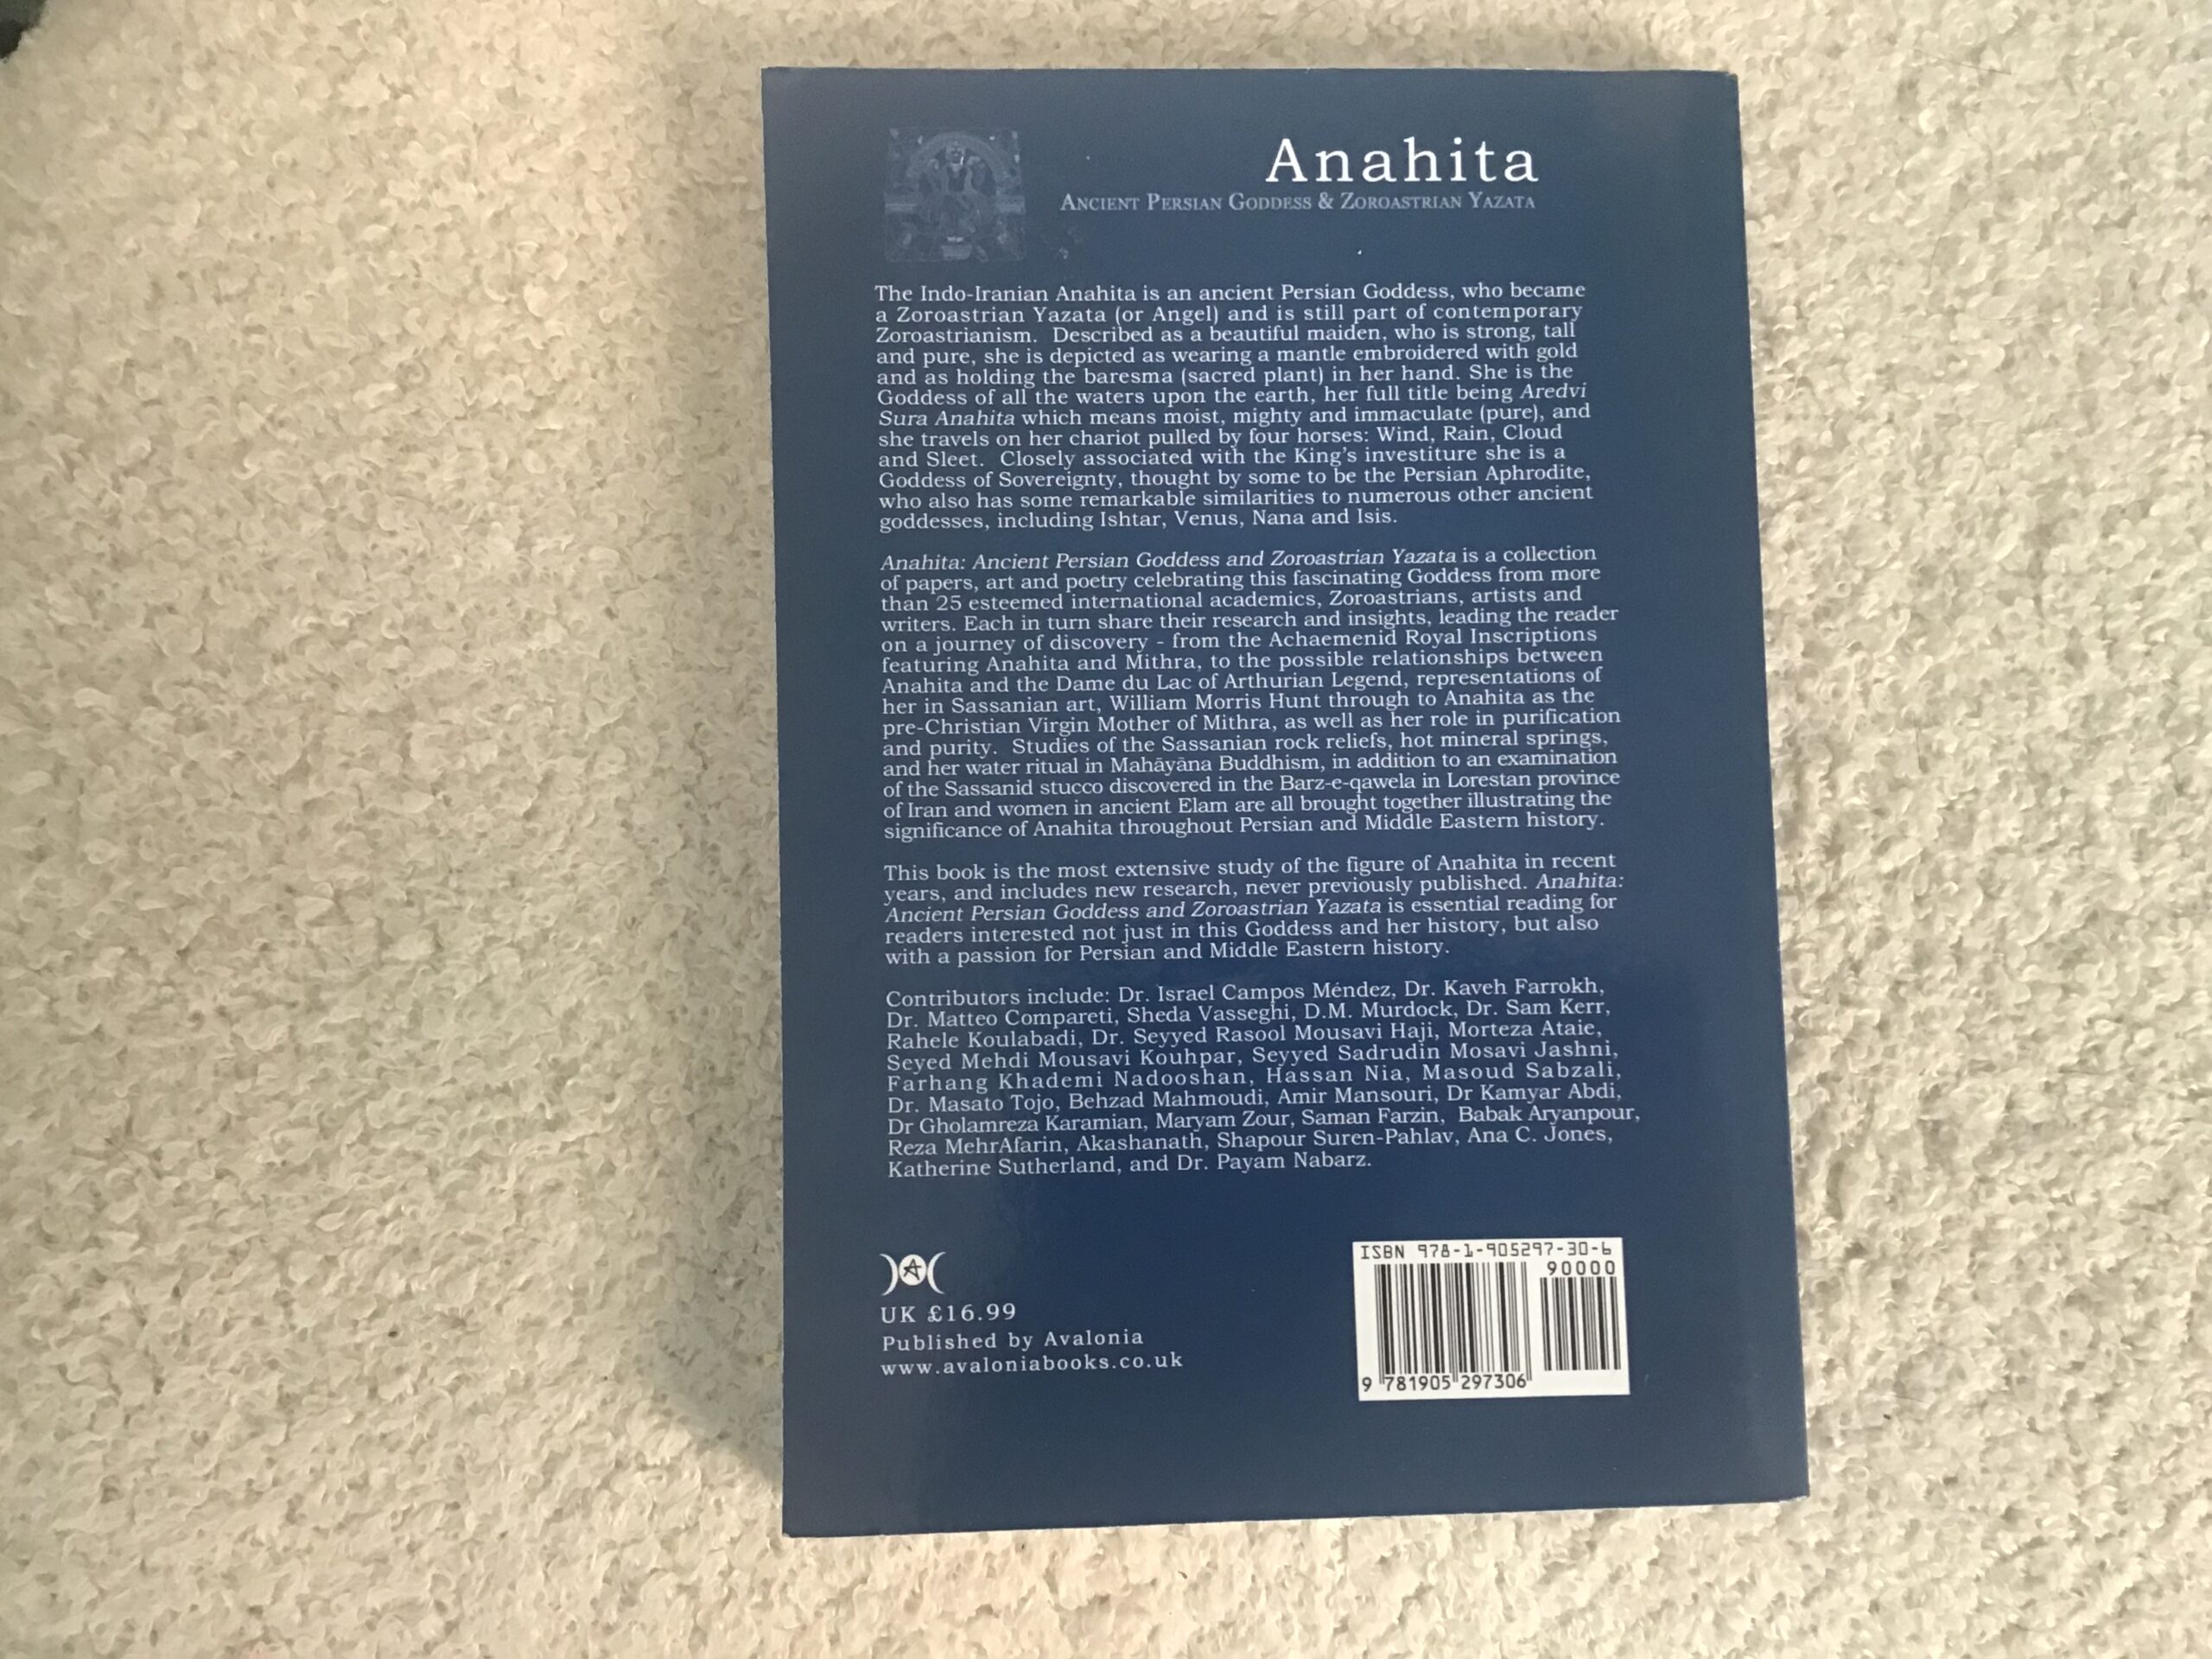 Anahita
Ancient Persian Goddess & Zoroastrian Yazata
The Indo-Iranian Anahita is an ancient Persian Goddess, who became
a Zoroastrian Yazata (or Angel) and is still part of contemporary
Zoroastrianism. Described as a beautiful maiden, who is strong, tall
and pure, she is depicted as wearing a mantle embroidered with gold
and as holding the baresma (sacred plant) in her hand. She is the
Goddess of all the waters upon the earth, her full title being Aredvi
Sura Anahita which means moist, mighty and immaculate (pure), and
she travels on her chariot pulled by four horses: Wind, Rain, Cloud
and Sleet. Closely associated with the King's investiture she is a
Goddess of Sovereignty, thought by some to be the Persian Aphrodite,
who also has some remarkable similarities to numerous other ancient
goddesses, including Ishtar, Venus, Nana and Isis.
Anahita: Ancient Persian Goddess and Zoroastrian Yazata is a collection
of papers, art and poetry celebrating this fascinating Goddess from more
than 25 esteemed international academics, Zoroastrians, artists and
writers. Each in turn share their research and insights, leading the reader
on a journey of discovery - from the Achaemenid Royal Inscriptions
featuring Anahita and Mithra, to the possible relationships between
Anahita and the Dame du Lac of Arthurian Legend, representations of
her in Sassanian art, William Morris Hunt through to Anahita as the
pre-Christian Virgin Mother of Mithra, as well as her role in purification
and purity. Studies of the Sassanian rock reliefs, hot mineral springs,
and her water ritual in Mahāyāna Buddhism, in addition to an examination
of the Sassanid stucco discovered in the Barz-e-qawela in Lorestan province
of Iran and women in ancient Elam are all brought together illustrating the
significance of Anahita throughout Persian and Middle Eastern history.
This book is the most extensive study of the figure of Anahita in recent
years, and includes new research, never previously published. Anahita:
Ancient Persian Goddess and Zoroastrian Yazata is essential reading for
readers interested not just in this Goddess and her history, but also
with a passion for Persian and Middle Eastern history.
Contributors include: Dr. Israel Campos Méndez, Dr. Kaveh Farrokh,
Dr. Matteo Compareti, Sheda Vasseghi, D.M. Murdock, Dr. Sam Kerr,
Rahele Koulabadi, Dr. Seyyed Rasool Mousavi Haji, Morteza Ataie,
Seyed Mehdi Mousavi Kouhpar, Seyyed Sadrudin Mosavi Jashni,
Farhang Khademi Nadooshan, Hassan Nia, Masoud Sabzali,
Dr. Masato Tojo, Behzad Mahmoudi, Amir Mansouri, Dr Kamyar Abdi,
Dr Gholamreza Karamian, Maryam Zour, Saman Farzin, Babak Aryanpour,
Reza MehrAfarin, Akashanath, Shapour Suren-Pahlav, Ana C. Jones,
Katherine Sutherland, and Dr. Payam Nabarz.
UK £16.99
Published by Avalonia
www.avaloniabooks.co.uk
ISBN 978-1-905297-30-6
90000
9 781905 297306